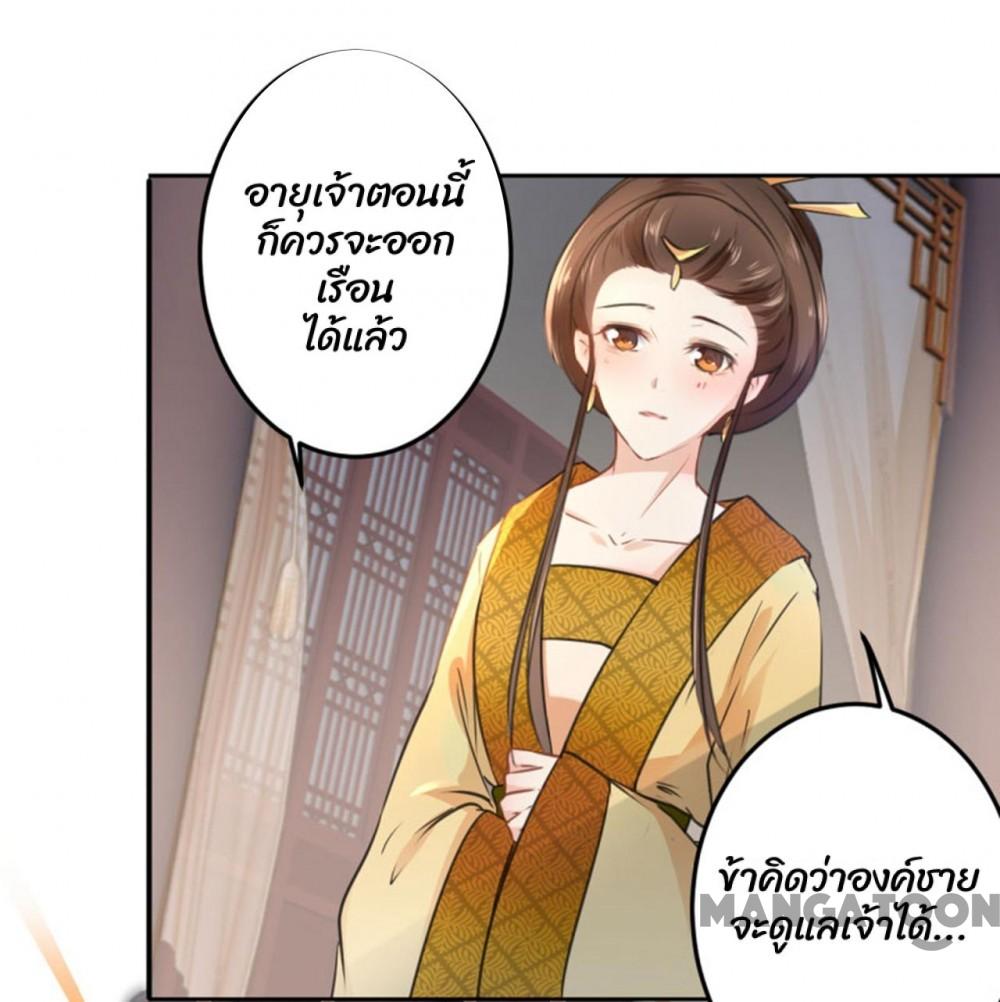 อายุเจ้าตอนนี้
ก็ควรจะออก
เรือน
ได้แล้ว
ข้าคิดว่าองค์ชาย
MANGATOON
จะดูแลเจ้าได้...